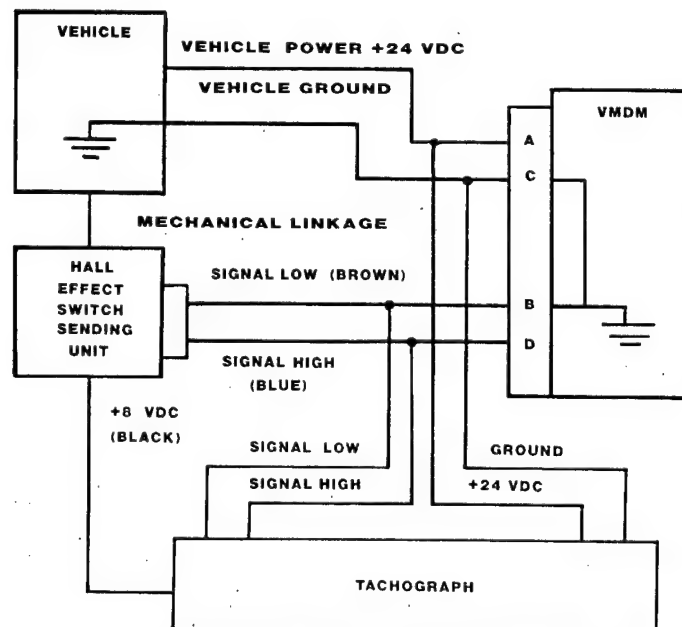 VEHICLE
VEHICLE POWER +24 VDC
VEHICLE GROUND
VMDM
A
C
MECHANICAL LINKAGE
HALL
EFFECT
SWITCH
SENDING
UNIT
SIGNAL LOW (BROWN)
B
D
SIGNAL HIGH
(BLUE)
+8 VDC
(BLACK)
SIGNAL LOW
GROUND
SIGNAL HIGH
+24 VDC
TACHOGRAPH